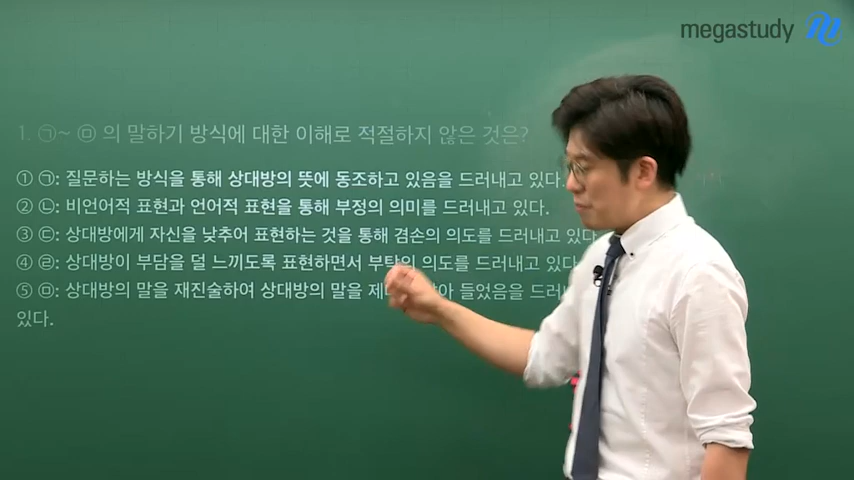 megastudy
1. ㉠~㉤의 말하기 방식에 대한 이해로 적절하지 않은 것은?
① ㉠: 질문하는 방식을 통해 상대방의 뜻에 동조하고 있음을 드러내고 있다.
② ㉡: 비언어적 표현과 언어적 표현을 통해 부정의 의미를 드러내고 있다.
③ ㉢: 상대방에게 자신을 낮추어 표현하는 것을 통해 겸손의 의도를 드러내고 있다.
④ ㉣: 상대방이 부담을 덜 느끼도록 표현하면서 부탁의 의도를 드러내고 있다.
⑤ ㉤: 상대방의 말을 재진술하여 상대방의 말을 들었음을
있다.